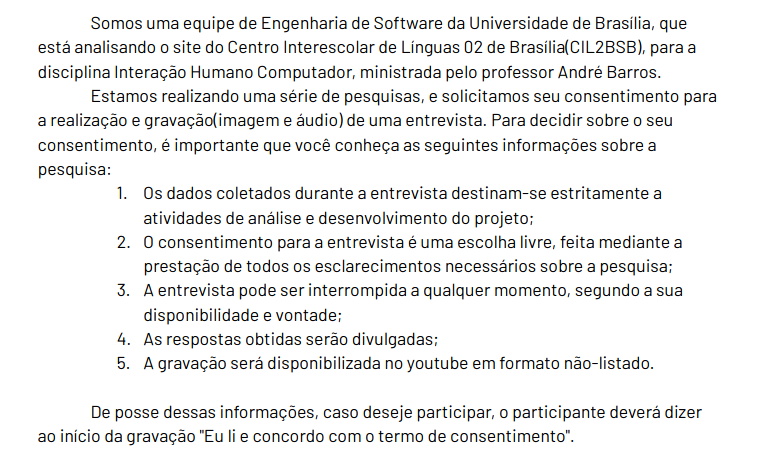 Somos uma equipe de Engenharia de Software da Universidade de Brasília, que
está analisando o site do Centro Interescolar de Línguas 02 de Brasília(CIL2BSB), para a
disciplina Interação Humano Computador, ministrada pelo professor André Barros.
Estamos realizando uma série de pesquisas, e solicitamos seu consentimento para
a realização e gravação(imagem e áudio) de uma entrevista. Para decidir sobre o seu
consentimento, é importante que você conheça as seguintes informações sobre a
pesquisa:
1. Os dados coletados durante a entrevista destinam-se estritamente a
atividades de análise e desenvolvimento do projeto;
2. O consentimento para a entrevista é uma escolha livre, feita mediante a
prestação de todos os esclarecimentos necessários sobre a pesquisa;
3. A entrevista pode ser interrompida a qualquer momento, segundo a sua
disponibilidade e vontade;
4. As respostas obtidas serão divulgadas;
5. A gravação será disponibilizada no youtube em formato não-listado.
De posse dessas informações, caso deseje participar, o participante deverá dizer
ao início da gravação "Eu li e concordo com o termo de consentimento".